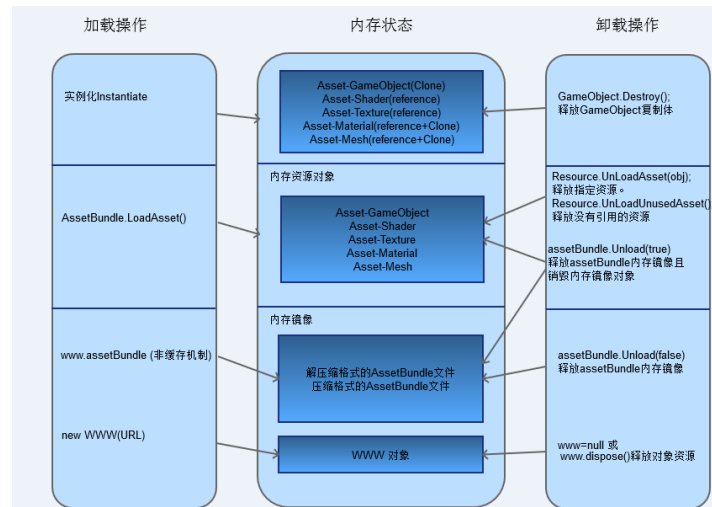 加载操作
内存状态
卸载操作
实例化Instantiate
AssetBundle.LoadAsset()
www.assetBundle (非缓存机制)
new WWW(URL)
Asset-GameObject(Clone)
Asset-Shader(reference)
Asset-Texture(reference)
Asset-Material(reference+Clone)
Asset-Mesh(reference+Clone)
内存资源对象
Asset-GameObject
Asset-Shader
Asset-Texture
Asset-Material
Asset-Mesh
内存镜像
解压缩格式的AssetBundle文件
压缩格式的AssetBundle文件
WWW 对象
GameObject.Destroy();
释放GameObject复制体
Resource.UnLoadAsset(obj);
释放指定资源。
Resource.UnLoadUnusedAsset()
释放没有引用的资源
assetBundle.Unload(true)
释放assetBundle内存镜像且
销毁内存镜像对象
assetBundle.Unload(false)
释放assetBundle内存镜像
www=null 或
www.dispose()释放对象资源